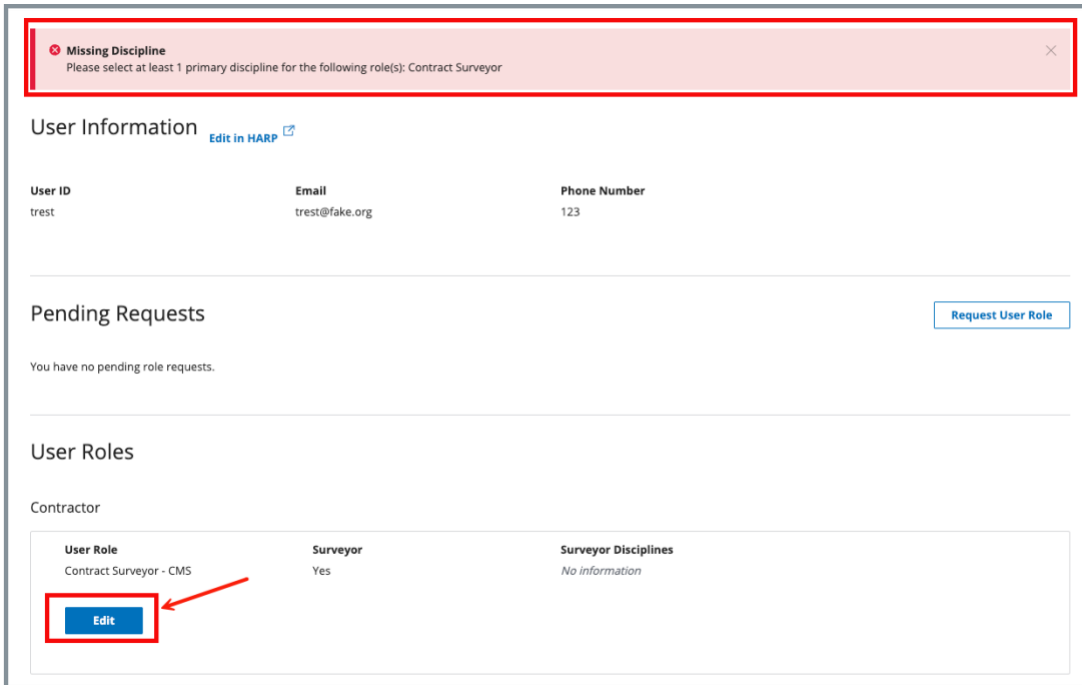 Missing Discipline
Please select at least 1 primary discipline for the following role(s): Contract Surveyor
User Information Edit in HARP
User ID Email Phone Number
trest trest@fake.org 123
Pending Requests Request User Role
You have no pending role requests.
User Roles
Contractor
User Role Surveyor Surveyor Disciplines
Contract Surveyor - CMS Yes No information
Edit